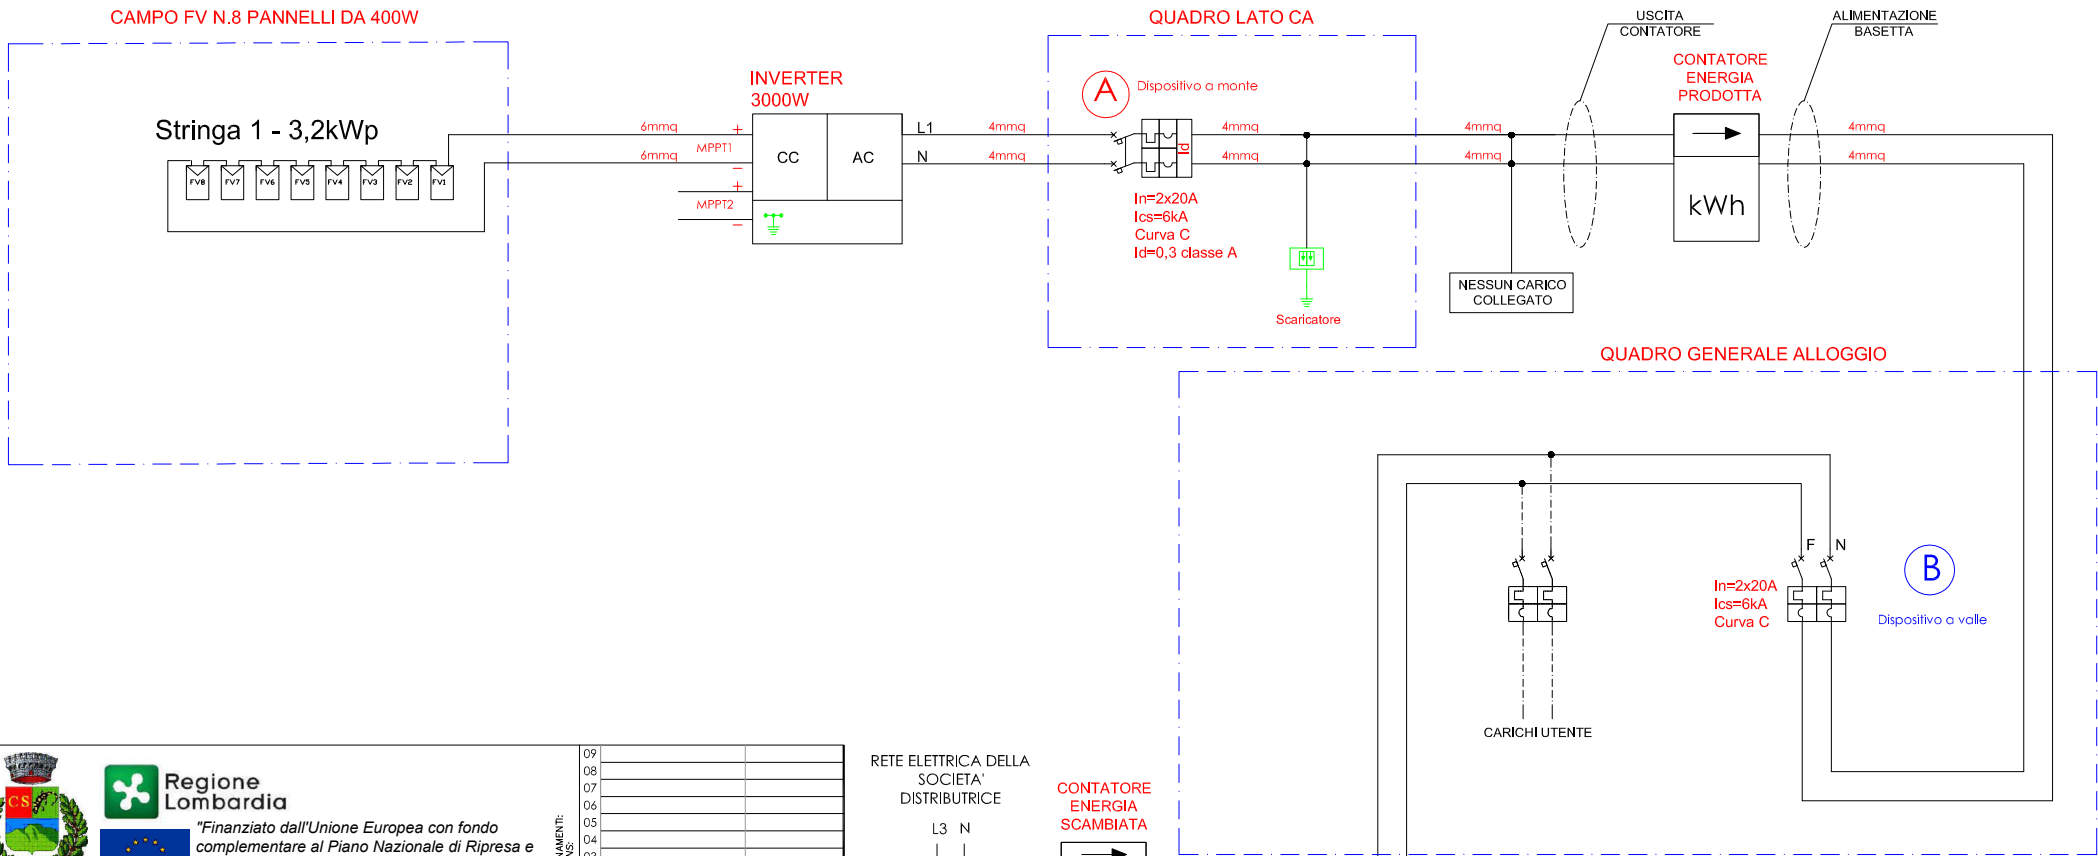 CAMPO FV N.8 PANNELLI DA 400W
Stringa 1 - 3,2kWp
FV8 FV7 FV6 FV5 FV4 FV3 FV2 FV1
6mmq
6mmq
INVERTER
3000W
+
MPPT1
−
+
MPPT2
−
CC
AC
L1
N
4mmq
4mmq
QUADRO LATO CA
A
Dispositivo a monte
Id
In=2x20A
Ics=6kA
Curva C
Id=0,3 classe A
4mmq
4mmq
Scaricatore
4mmq
4mmq
NESSUN CARICO
COLLEGATO
USCITA
CONTATORE
CONTATORE
ENERGIA
PRODOTTA
kWh
ALIMENTAZIONE
BASETTA
4mmq
4mmq
QUADRO GENERALE ALLOGGIO
F N
In=2x20A
Ics=6kA
Curva C
B
Dispositivo a valle
CARICHI UTENTE
CS
Regione
Lombardia
"Finanziato dall'Unione Europea con fondo
complementare al Piano Nazionale di Ripresa e
09
08
07
06
05
04
RETE ELETTRICA DELLA
SOCIETA'
DISTRIBUTRICE
L3 N
CONTATORE
ENERGIA
SCAMBIATA